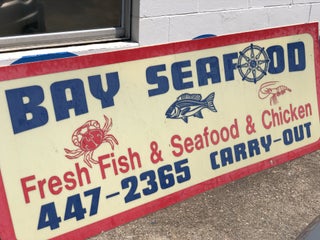 BAY SEAFOOD
Fresh Fish & Seafood & Chicken
447-2365 CARRY-OUT